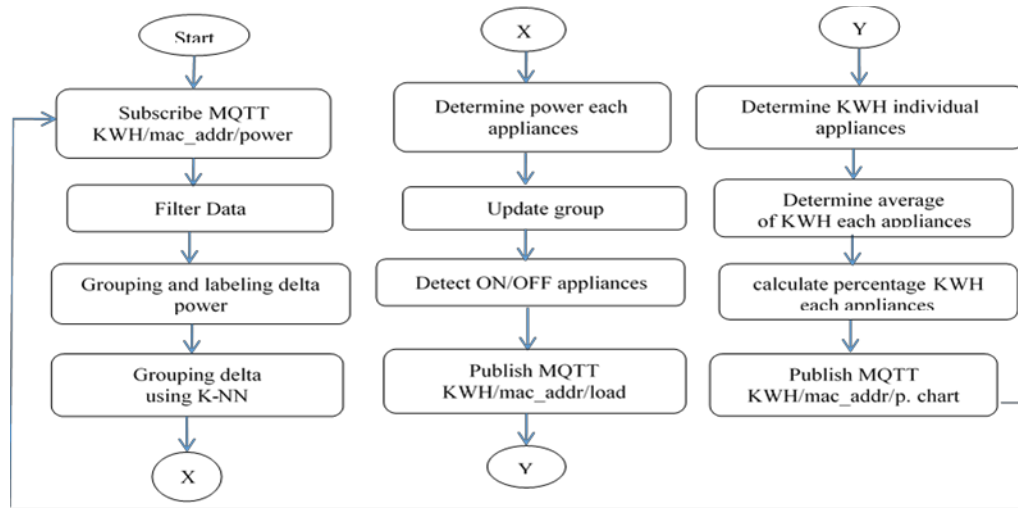 Start
Subscribe MQTT
KWH/mac_addr/power
Filter Data
Grouping and labeling delta
power
Grouping delta
using K-NN
X
X
Determine power each
appliances
Update group
Detect ON/OFF appliances
Publish MQTT
KWH/mac_addr/load
Y
Y
Determine KWH individual
appliances
Determine average
of KWH each appliances
calculate percentage KWH
each appliances
Publish MQTT
KWH/mac_addr/p. chart